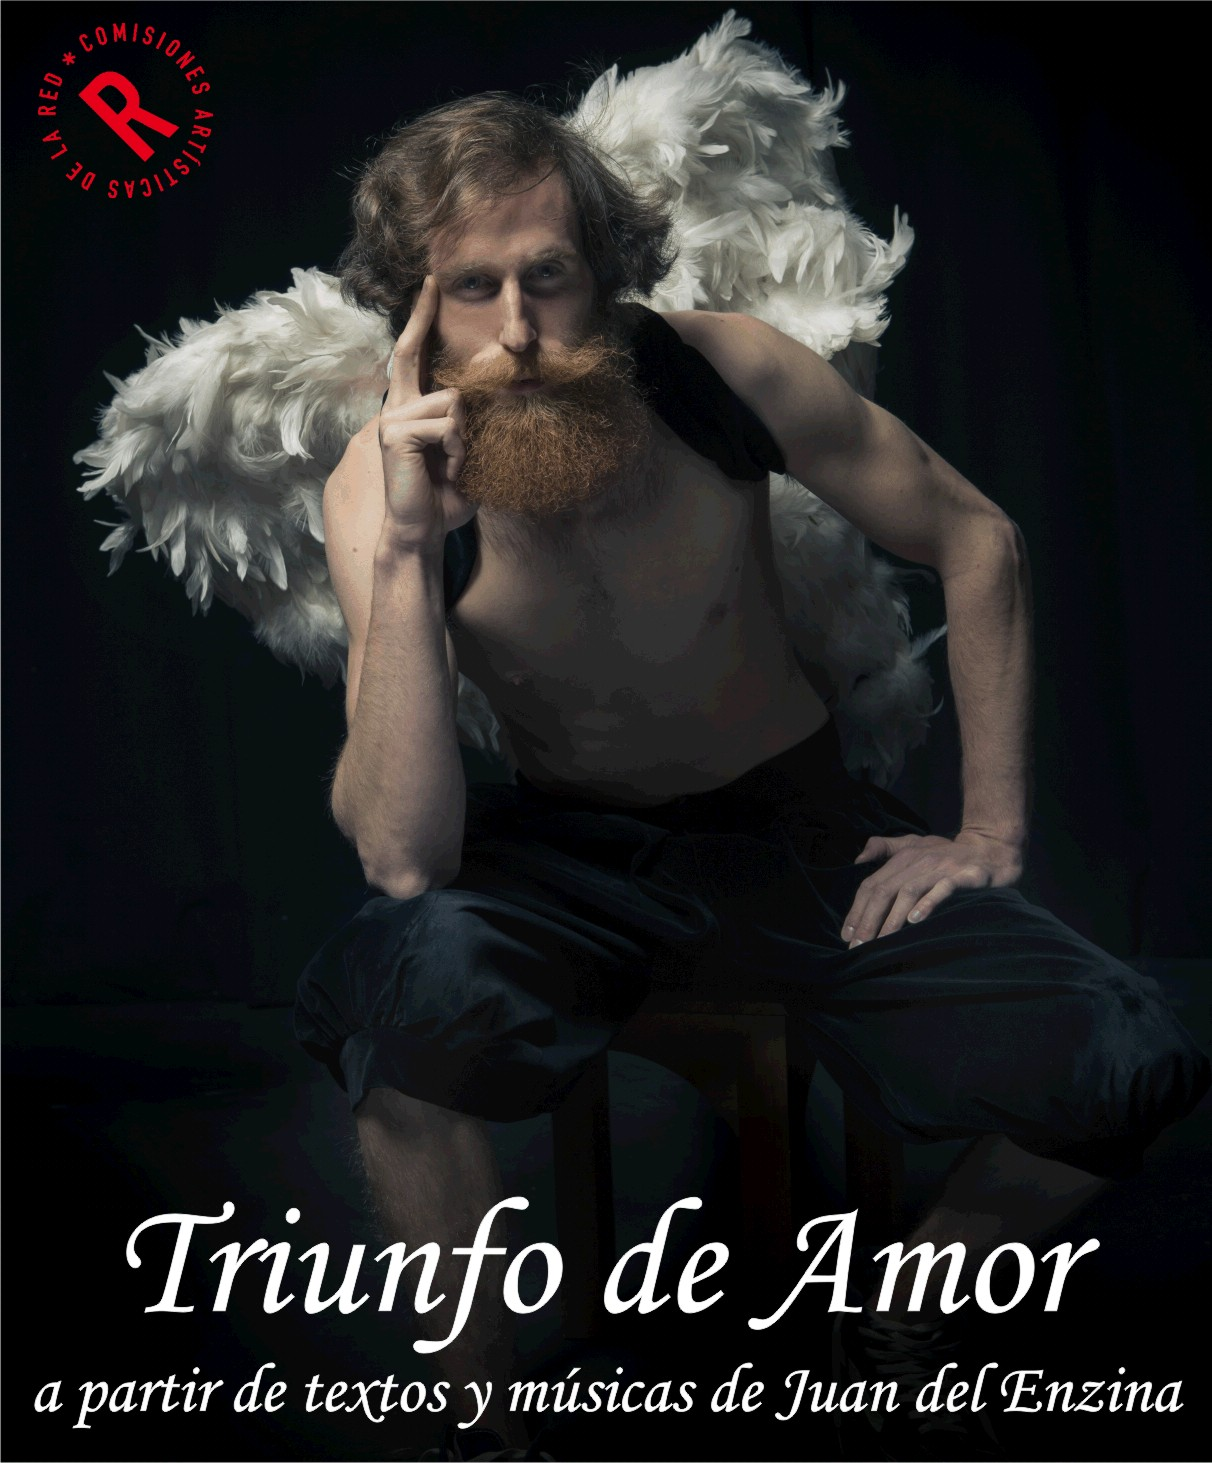 * COMISIONES ARTÍSTICAS DE LA RED
R
Triunfo de Amor
a partir de textos y músicas de Juan del Enzina